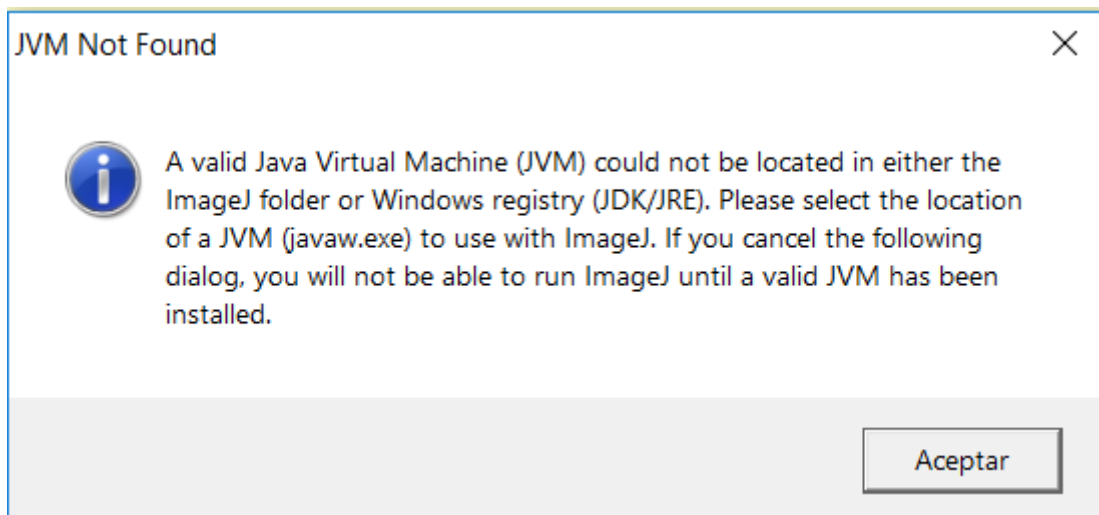 JVM Not Found
A valid Java Virtual Machine (JVM) could not be located in either the
ImageJ folder or Windows registry (JDK/JRE). Please select the location
of a JVM (javaw.exe) to use with ImageJ. If you cancel the following
dialog, you will not be able to run ImageJ until a valid JVM has been
installed.
Aceptar